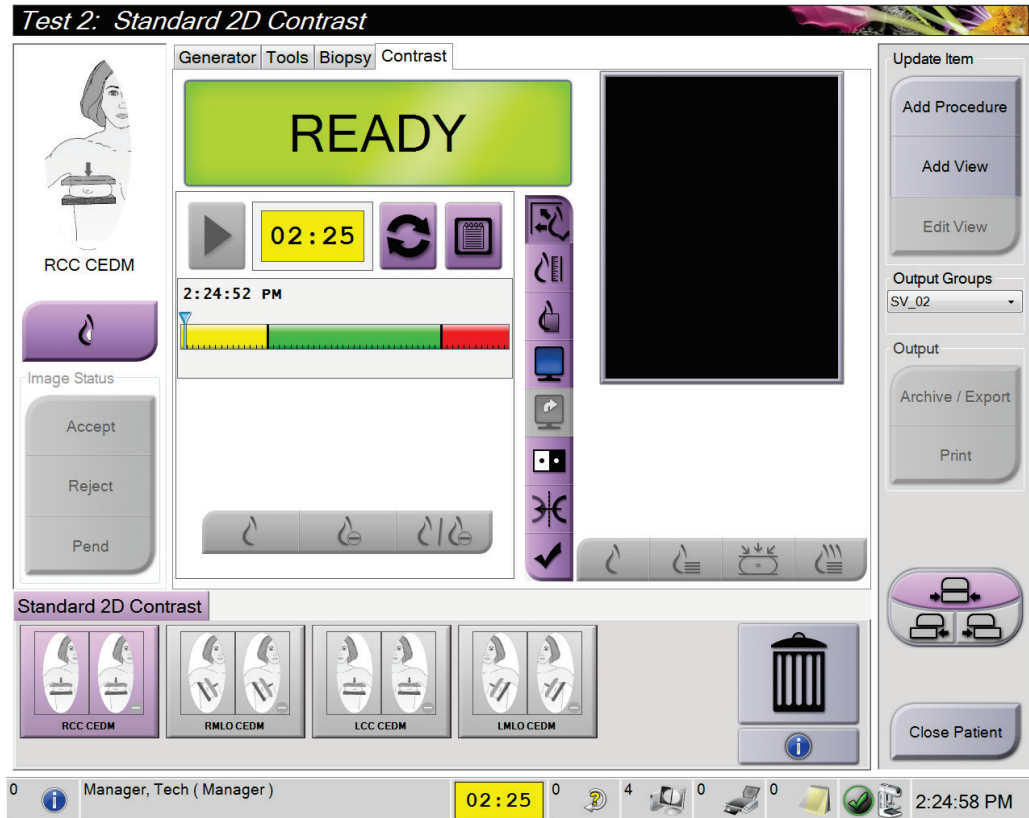 Test 2: Standard 2D Contrast
Generator Tools Biopsy Contrast
READY
02:25
2:24:52 PM
RCC CEDM
Image Status
Accept
Reject
Pend
Update Item
Add Procedure
Add View
Edit View
Output Groups
SV_02
Output
Archive / Export
Print
Standard 2D Contrast
RCC CEDM
RMLO CEDM
LCC CEDM
LMLO CEDM
Close Patient
0 Manager, Tech ( Manager ) 02:25 0 4 0 0 2:24:58 PM